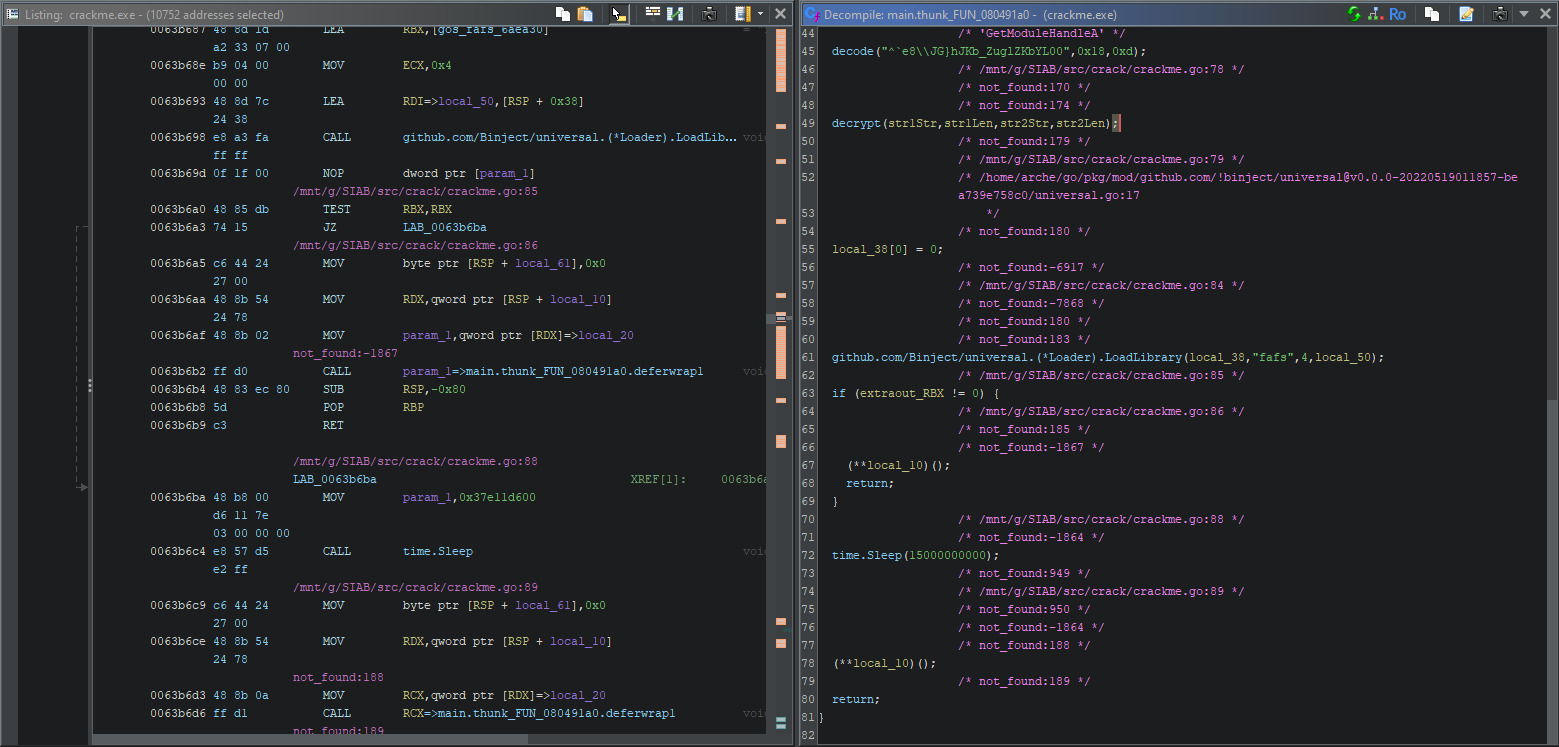 Listing: crackme.exe - (10752 addresses selected)
0063b687 48 8d 1d LEA RBX,[gos_fafs_6aea30]
a2 33 07 00
0063b68e b9 04 00 MOV ECX,0x4
00 00
0063b693 48 8d 7c LEA RDI=>local_50,[RSP + 0x38]
24 38
0063b698 e8 a3 fa CALL github.com/Binject/universal.(*Loader).LoadLib... voi
ff ff
0063b69d 0f 1f 00 NOP dword ptr [param_1]
/mnt/g/SIAB/src/crack/crackme.go:85
0063b6a0 48 85 db TEST RBX,RBX
0063b6a3 74 15 JZ LAB_0063b6ba
/mnt/g/SIAB/src/crack/crackme.go:86
0063b6a5 c6 44 24 MOV byte ptr [RSP + local_61],0x0
27 00
0063b6aa 48 8b 54 MOV RDX,qword ptr [RSP + local_10]
24 78
0063b6af 48 8b 02 MOV param_1,qword ptr [RDX]=>local_20
not_found:-1867
0063b6b2 ff d0 CALL param_1=>main.thunk_FUN_080491a0.deferwrap1 voi
0063b6b4 48 83 ec 80 SUB RSP,-0x80
0063b6b8 5d POP RBP
0063b6b9 c3 RET
/mnt/g/SIAB/src/crack/crackme.go:88
LAB_0063b6ba XREF[1]: 0063b6a
0063b6ba 48 b8 00 MOV param_1,0x37e11d600
d6 11 7e
03 00 00 00
0063b6c4 e8 57 d5 CALL time.Sleep voi
e2 ff
/mnt/g/SIAB/src/crack/crackme.go:89
0063b6c9 c6 44 24 MOV byte ptr [RSP + local_61],0x0
27 00
0063b6ce 48 8b 54 MOV RDX,qword ptr [RSP + local_10]
24 78
not_found:188
0063b6d3 48 8b 0a MOV RCX,qword ptr [RDX]=>local_20
0063b6d6 ff d1 CALL RCX=>main.thunk_FUN_080491a0.deferwrap1 voi
not_found:189
Decompile: main.thunk_FUN_080491a0 - (crackme.exe)
Ro
44 /* 'GetModuleHandleA' */
45 decode("^`e8\\JG}hJKb_ZuglZKbYL00",0x18,0xd);
46 /* /mnt/g/SIAB/src/crack/crackme.go:78 */
47 /* not_found:170 */
48 /* not_found:174 */
49 decrypt(str1Str,str1Len,str2Str,str2Len);
50 /* not_found:179 */
51 /* /mnt/g/SIAB/src/crack/crackme.go:79 */
52 /* /home/arche/go/pkg/mod/github.com/!binject/universal@v0.0.0-20220519011857-be
a739e758c0/universal.go:17
53 */
54 /* not_found:180 */
55 local_38[0] = 0;
56 /* not_found:-6917 */
57 /* /mnt/g/SIAB/src/crack/crackme.go:84 */
58 /* not_found:-7868 */
59 /* not_found:180 */
60 /* not_found:183 */
61 github.com/Binject/universal.(*Loader).LoadLibrary(local_38,"fafs",4,local_50);
62 /* /mnt/g/SIAB/src/crack/crackme.go:85 */
63 if (extraout_RBX != 0) {
64 /* /mnt/g/SIAB/src/crack/crackme.go:86 */
65 /* not_found:185 */
66 /* not_found:-1867 */
67 (**local_10)();
68 return;
69 }
70 /* /mnt/g/SIAB/src/crack/crackme.go:88 */
71 /* not_found:-1864 */
72 time.Sleep(15000000000);
73 /* not_found:949 */
74 /* /mnt/g/SIAB/src/crack/crackme.go:89 */
75 /* not_found:950 */
76 /* not_found:-1864 */
77 /* not_found:188 */
78 (**local_10)();
79 /* not_found:189 */
80 return;
81 }
82